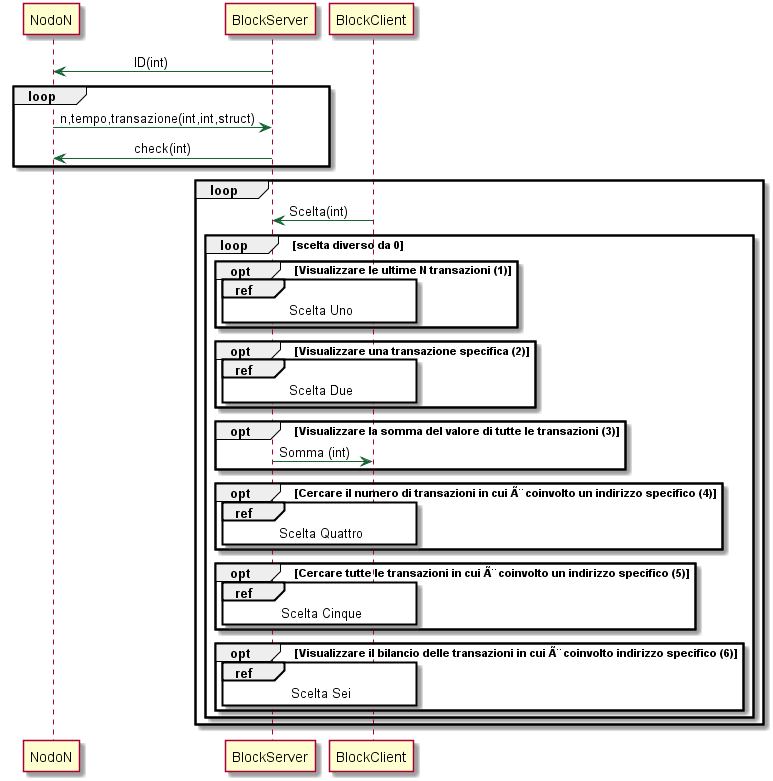 NodoN BlockServer BlockClient
ID(int)
loop
n,tempo,transazione(int,int,struct)
check(int)
loop
Scelta(int)
loop [scelta diverso da 0]
opt [Visualizzare le ultime N transazioni (1)]
ref
Scelta Uno
opt [Visualizzare una transazione specifica (2)]
ref
Scelta Due
opt [Visualizzare la somma del valore di tutte le transazioni (3)]
Somma (int)
opt [Cercare il numero di transazioni in cui Ã¨ coinvolto un indirizzo specifico (4)]
ref
Scelta Quattro
opt [Cercare tutte le transazioni in cui Ã¨ coinvolto un indirizzo specifico (5)]
ref
Scelta Cinque
opt [Visualizzare il bilancio delle transazioni in cui Ã¨ coinvolto indirizzo specifico (6)]
ref
Scelta Sei
NodoN BlockServer BlockClient